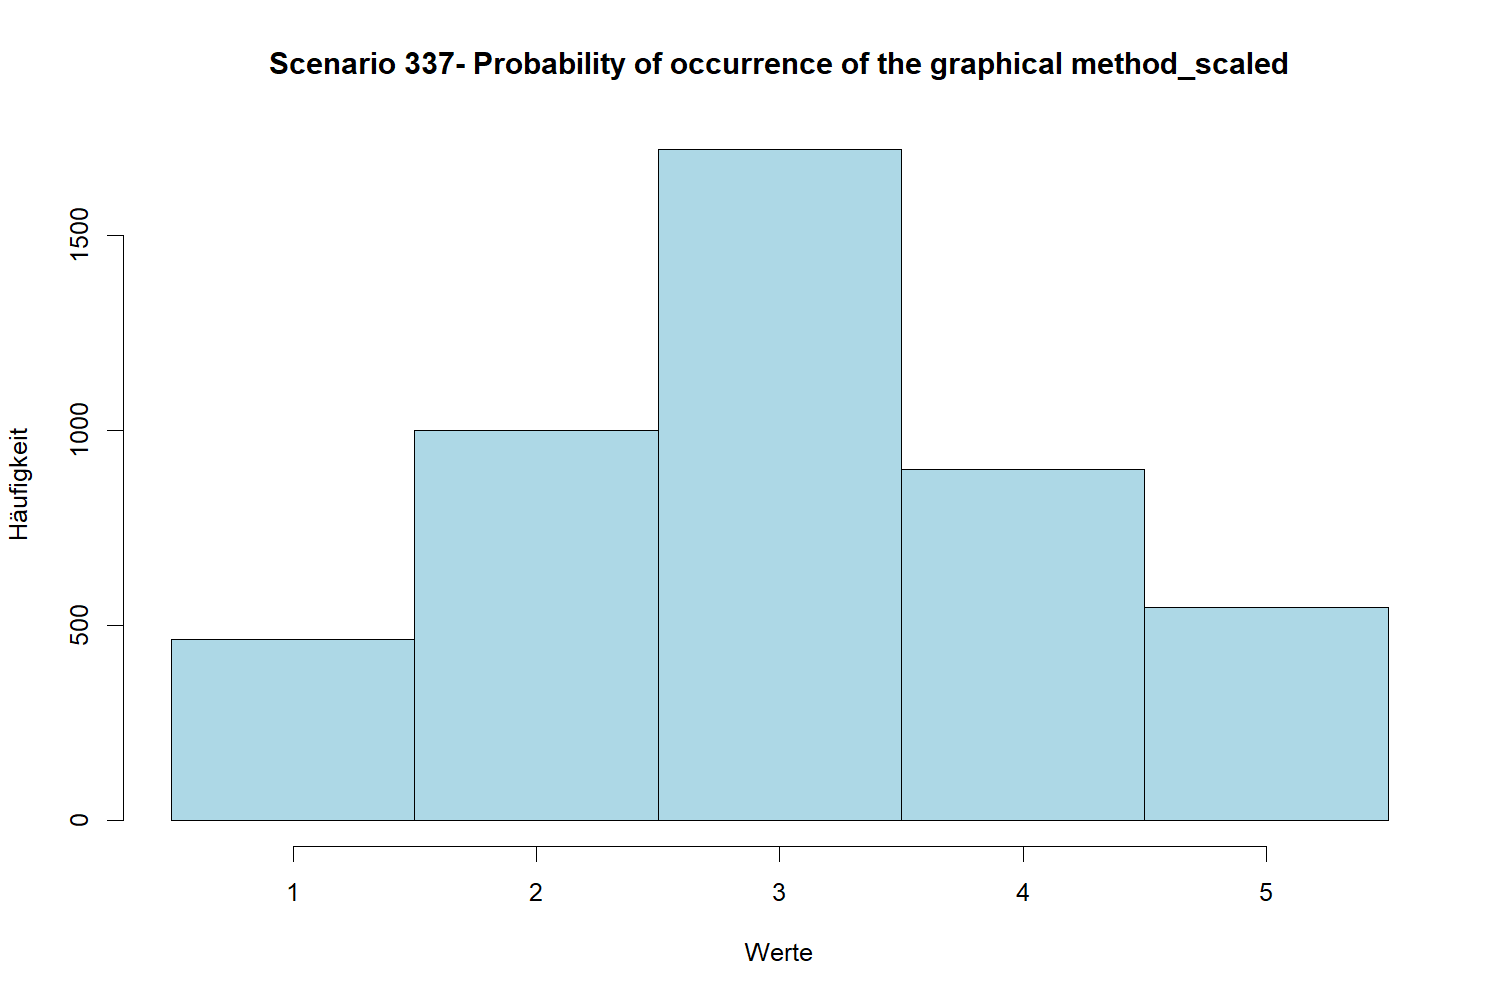 Scenario 337- Probability of occurrence of the graphical method_scaled
Häufigkeit
1500
1000
500
0
1 2 3 4 5
Werte